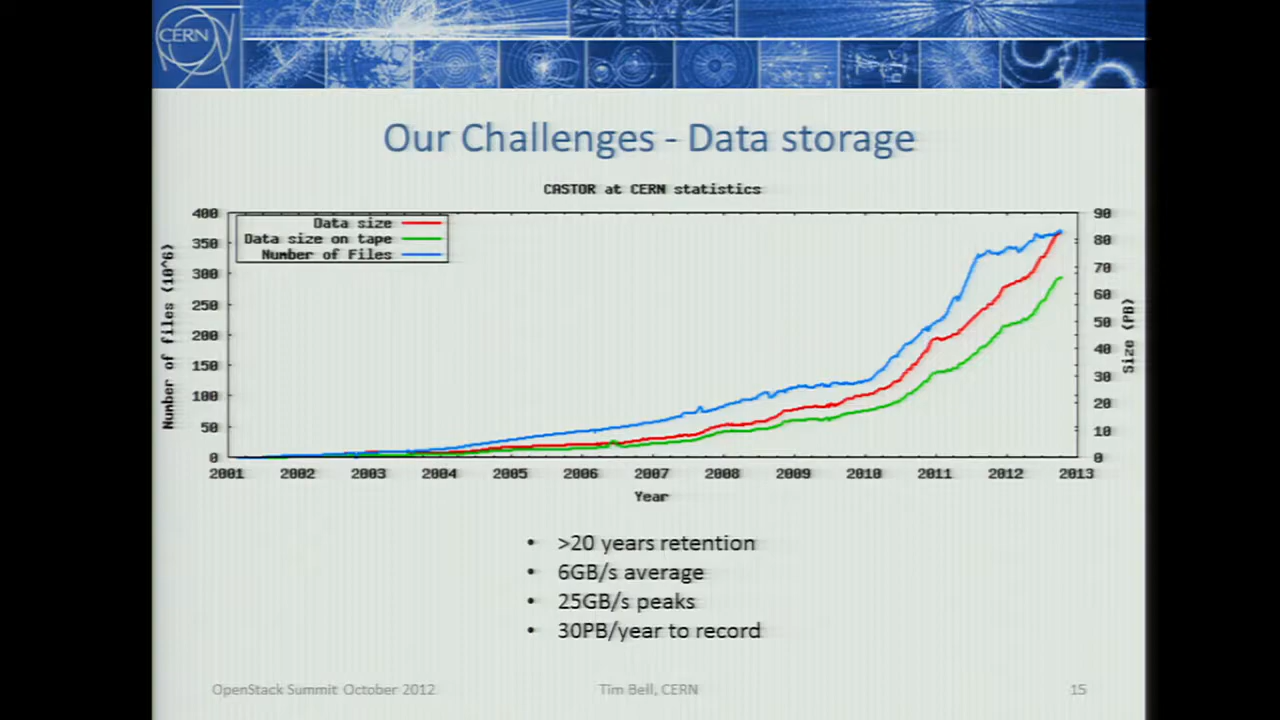 CERN
Our Challenges - Data storage
CASTOR at CERN statistics
Data size
Data size on tape
Number of Files
Number of files (10^6)
400
350
300
250
200
150
100
50
0
90
80
70
60
50
40
30
20
10
0
Size (PB)
2001 2002 2003 2004 2005 2006 2007 2008 2009 2010 2011 2012 2013
Year
• >20 years retention
• 6GB/s average
• 25GB/s peaks
• 30PB/year to record
OpenStack Summit October 2012 Tim Bell, CERN 15